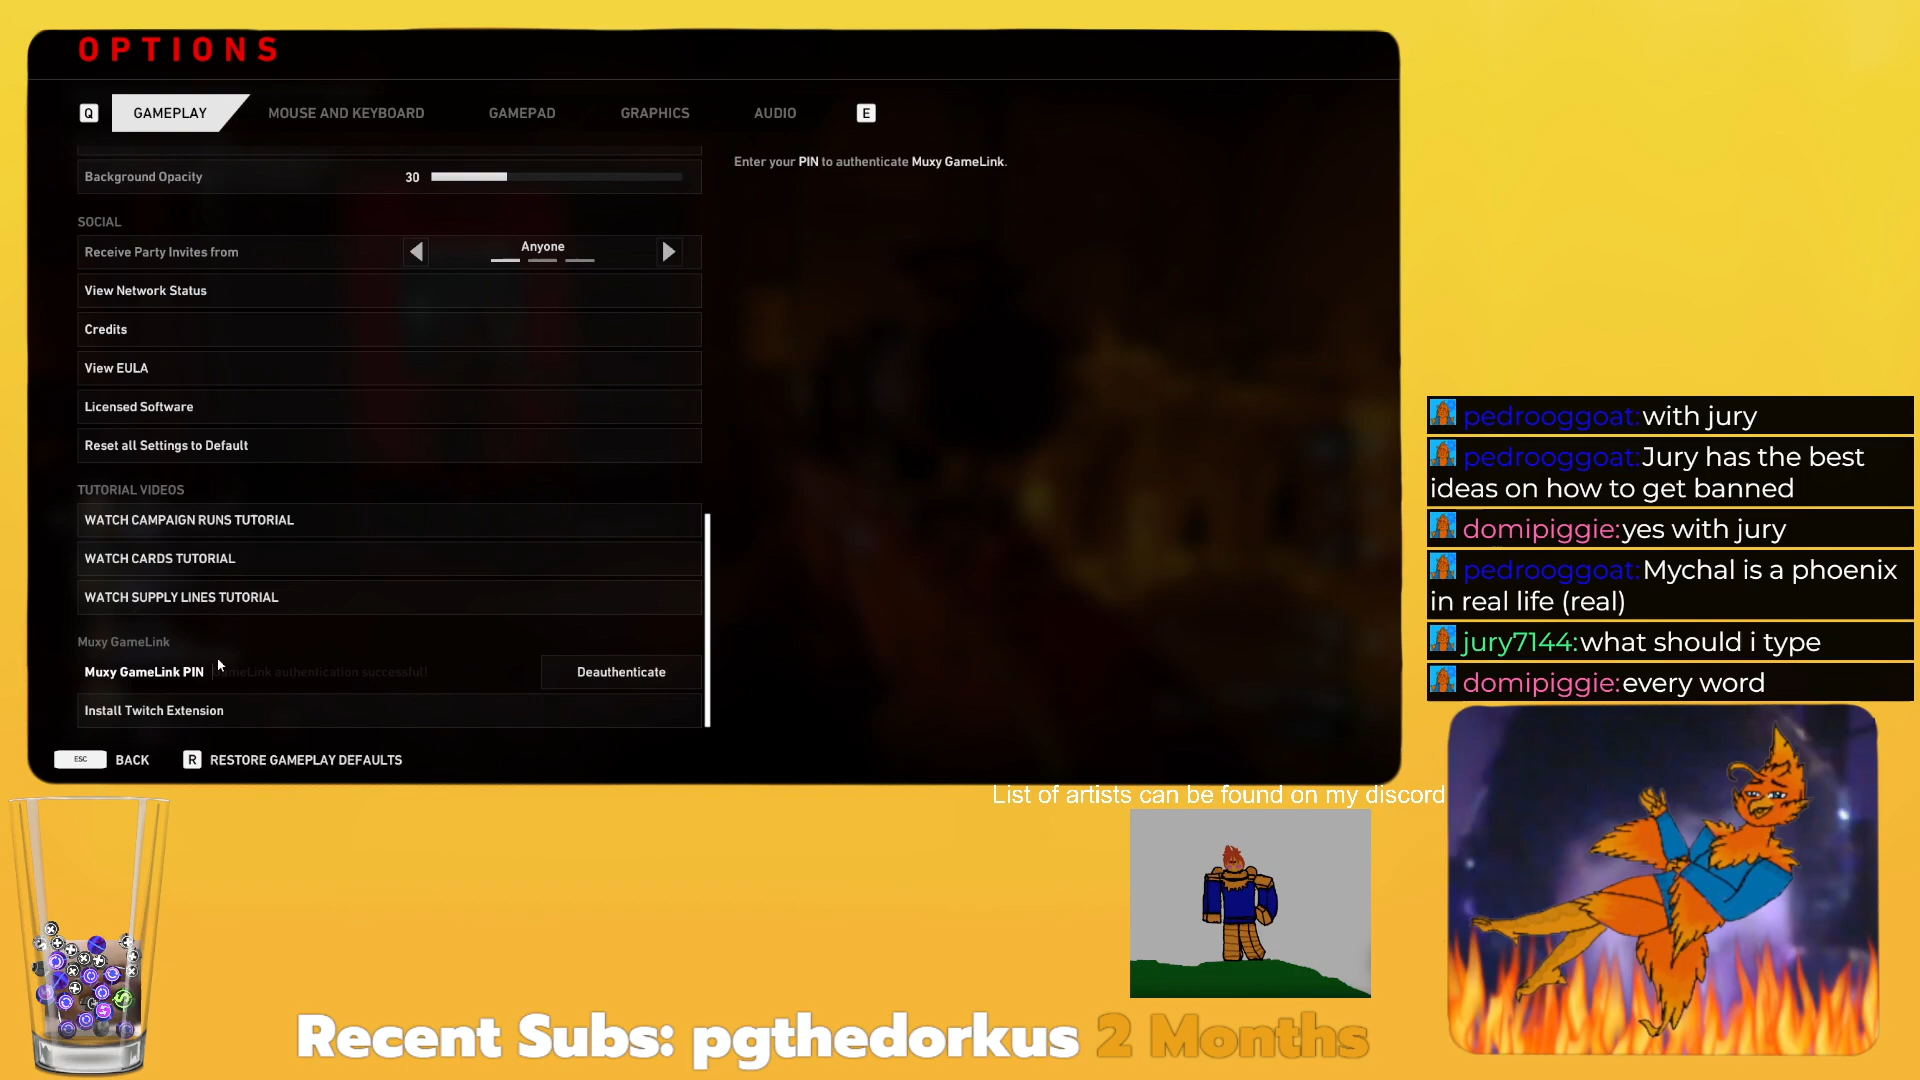 OPTIONS
Q GAMEPLAY MOUSE AND KEYBOARD GAMEPAD GRAPHICS AUDIO E
Background Opacity 30
Enter your PIN to authenticate Muxy GameLink.
SOCIAL
Receive Party Invites from Anyone
View Network Status
Credits
View EULA
Licensed Software
Reset all Settings to Default
TUTORIAL VIDEOS
WATCH CAMPAIGN RUNS TUTORIAL
WATCH CARDS TUTORIAL
WATCH SUPPLY LINES TUTORIAL
Muxy GameLink
Muxy GameLink PIN GameLink authentication successful! Deauthenticate
Install Twitch Extension
ESC BACK R RESTORE GAMEPLAY DEFAULTS
pedrooggoat:with jury
pedrooggoat:Jury has the best
ideas on how to get banned
domipiggie:yes with jury
pedrooggoat:Mychal is a phoenix
in real life (real)
jury7144:what should i type
domipiggie:every word
List of artists can be found on my discord
Recent Subs: pgthedorkus 2 Months